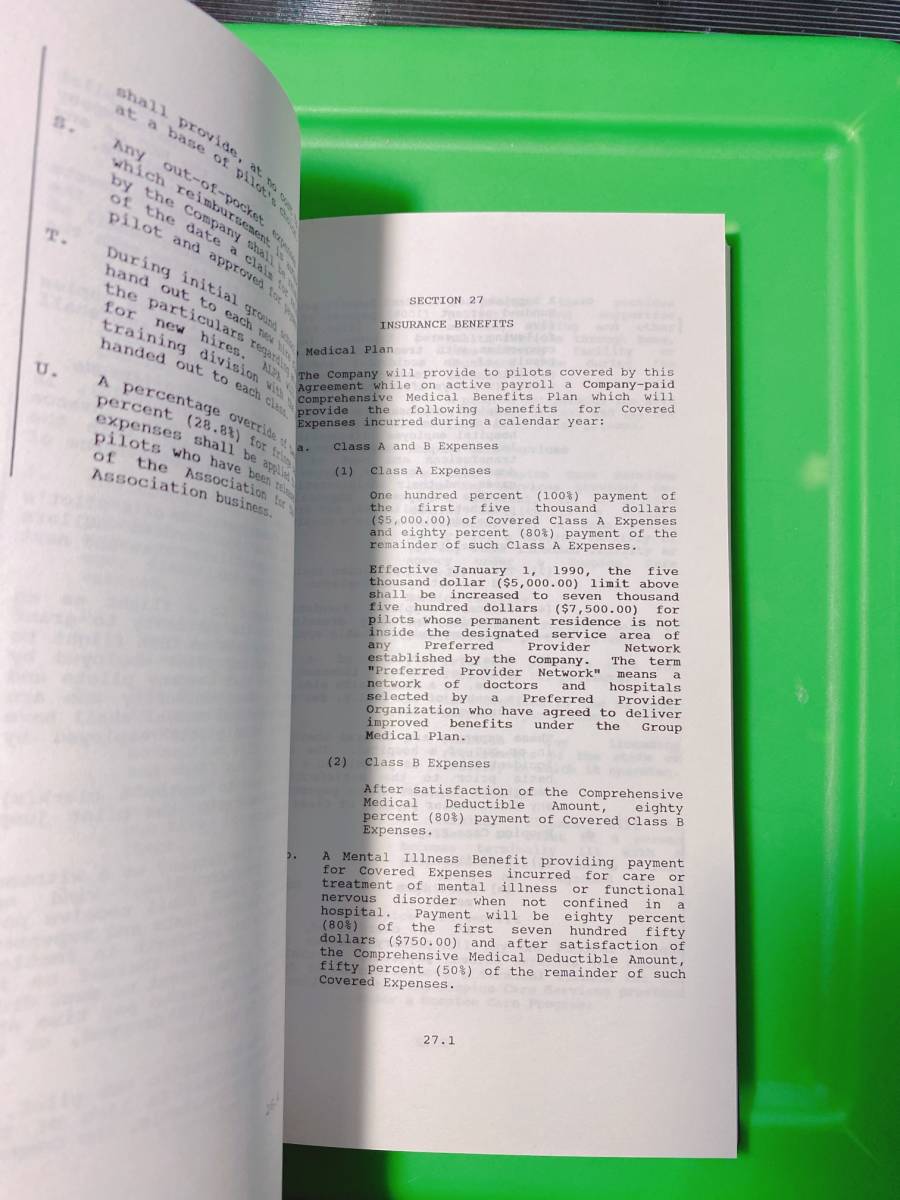 shall provide, at no
at a base of pilot's
S.
Any out-of-pocket
which reimbursement is
by the Company shall be
of the date a claim for
pilot and approved for
T.
During initial ground
hand out to each new hire
the particulars regarding
for new hires. ALPA
training division with the
handed out to each class.
U.
A percentage override of
percent (28.8%) for
expenses shall be applied
pilots who have been
of the Association for
Association business.
SECTION 27
INSURANCE BENEFITS
Medical Plan
The Company will provide to pilots covered by this
Agreement while on active payroll a Company-paid
Comprehensive Medical Benefits Plan which will
provide the following benefits for Covered
Expenses incurred during a calendar year:
a. Class A and B Expenses
(1) Class A Expenses
One hundred percent (100%) payment of
the first five thousand dollars
($5,000.00) of Covered Class A Expenses
and eighty percent (80%) payment of the
remainder of such Class A Expenses.
Effective January 1, 1990, the five
thousand dollar ($5,000.00) limit above
shall be increased to seven thousand
five hundred dollars ($7,500.00) for
pilots whose permanent residence is not
inside the designated service area of
any Preferred Provider Network
established by the Company. The term
"Preferred Provider Network" means a
network of doctors and hospitals
selected by a Preferred Provider
Organization who have agreed to deliver
improved benefits under the Group
Medical Plan.
(2) Class B Expenses
After satisfaction of the Comprehensive
Medical Deductible Amount, eighty
percent (80%) payment of Covered Class B
Expenses.
A Mental Illness Benefit providing payment
for Covered Expenses incurred for care or
treatment of mental illness or functional
nervous disorder when not confined in a
hospital. Payment will be eighty percent
(80%) of the first seven hundred fifty
dollars ($750.00) and after satisfaction of
the Comprehensive Medical Deductible Amount,
fifty percent (50%) of the remainder of such
Covered Expenses.
27.1